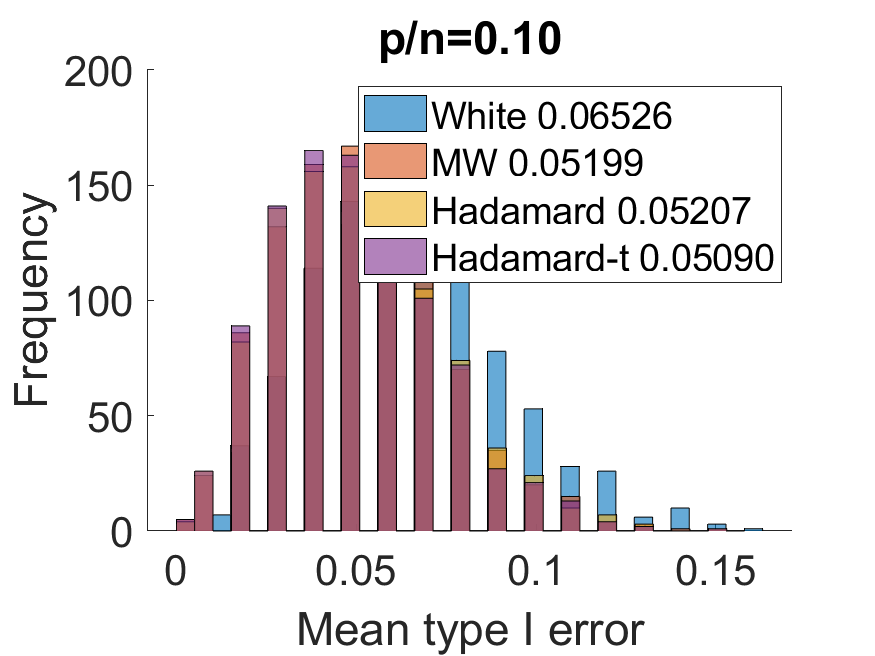 p/n=0.10
200
150
100
50
0
Frequency
White 0.06526
MW 0.05199
Hadamard 0.05207
Hadamard-t 0.05090
0 0.05 0.1 0.15
Mean type I error